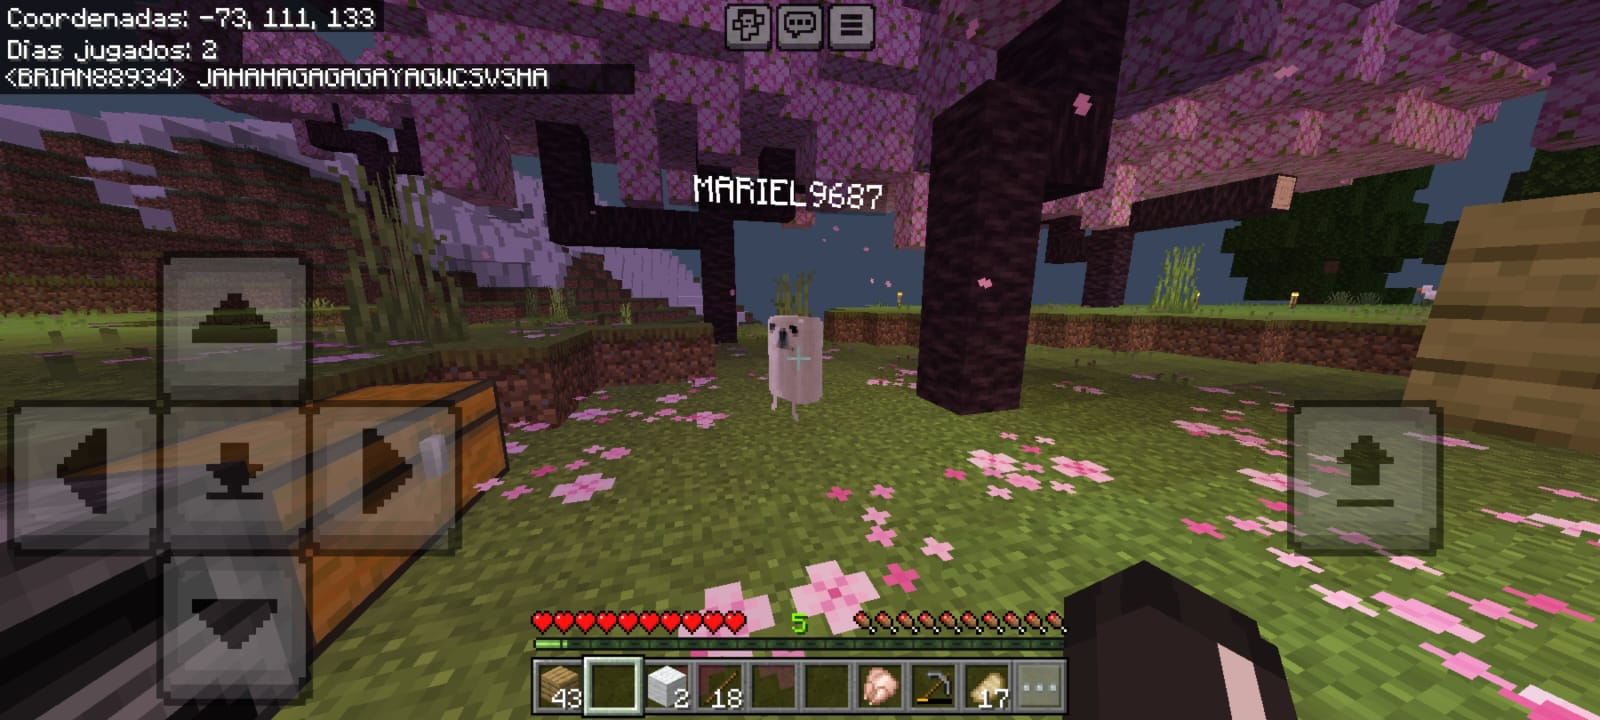 Coordenadas: -73, 111, 133
Días jugados: 2
<BRIAN88934> JAHAHAGAGAGAYAGWCSVSHA
MARIEL9687
5
43
2
18
17